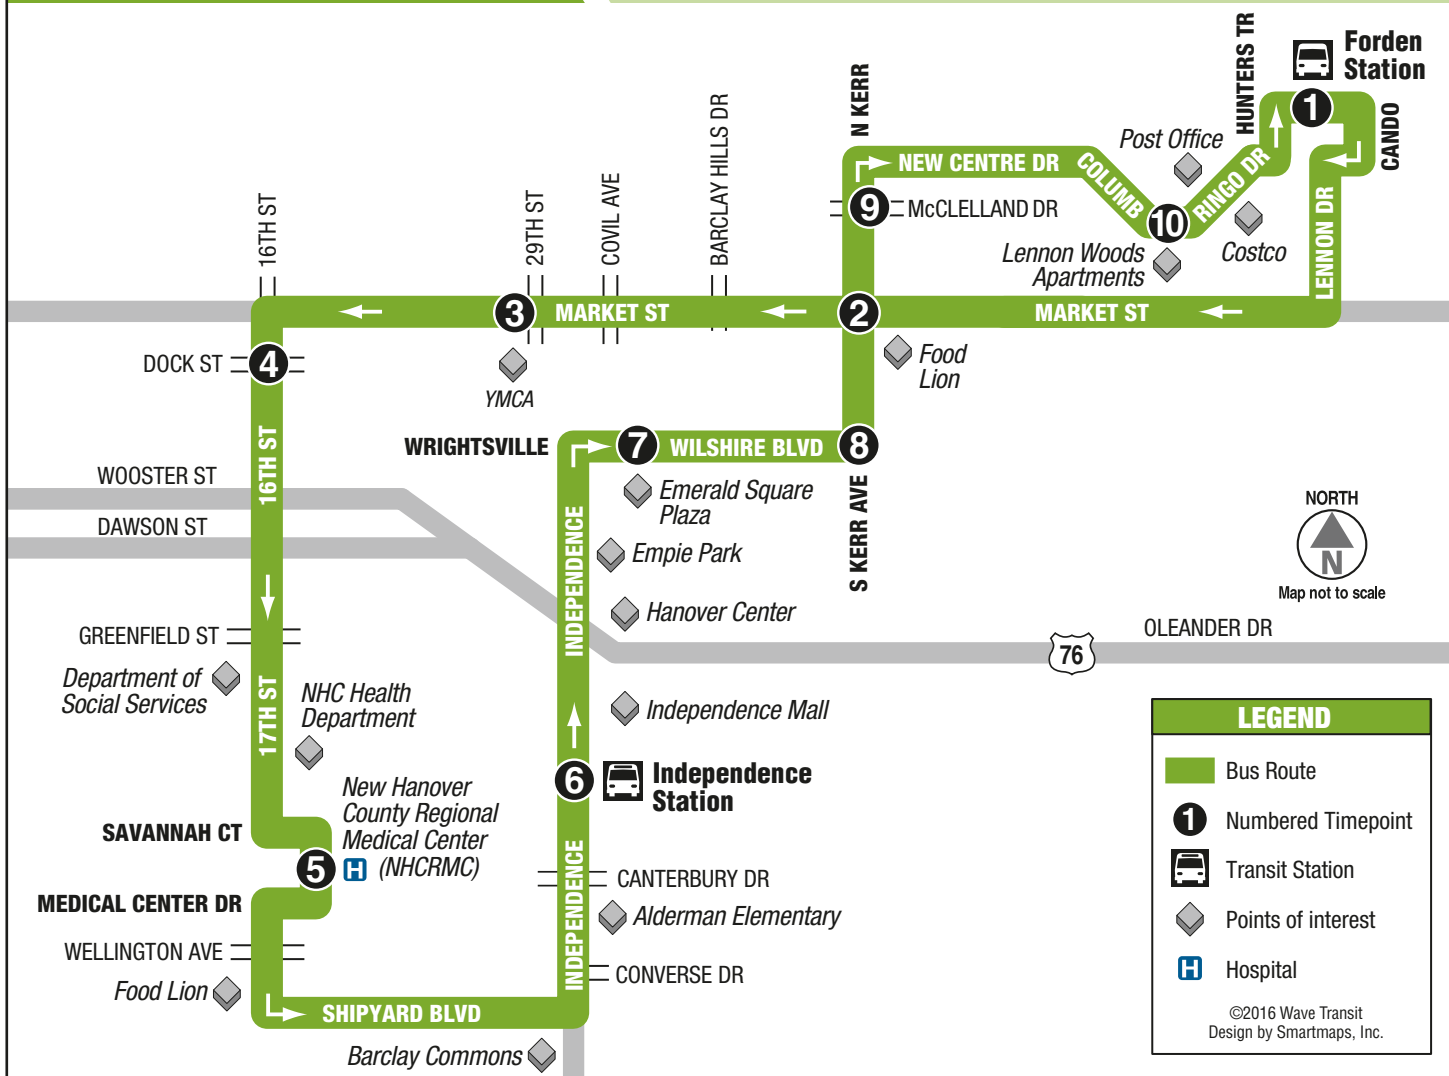 HUNTERS TR
Forden
Station
N KERR
CANDO
BARCLAY HILLS DR
Post Office
NEW CENTRE DR
COLUMB
RINGO DR
1
16TH ST
29TH ST
COVIL AVE
9
McCLELLAND DR
10
LENNON DR
Lennon Woods
Apartments
Costco
3
MARKET ST
2
MARKET ST
DOCK ST
4
YMCA
Food
Lion
16TH ST
WRIGHTSVILLE
7
WILSHIRE BLVD
8
WOOSTER ST
DAWSON ST
Emerald Square
Plaza
S KERR AVE
NORTH
N
Map not to scale
INDEPENDENCE
Empie Park
Hanover Center
GREENFIELD ST
OLEANDER DR
76
Department of
Social Services
17TH ST
NHC Health
Department
Independence Mall
6
Independence
Station
New Hanover
County Regional
Medical Center
(NHCRMC)
H
SAVANNAH CT
5
MEDICAL CENTER DR
INDEPENDENCE
CANTERBURY DR
Alderman Elementary
WELLINGTON AVE
CONVERSE DR
Food Lion
SHIPYARD BLVD
Barclay Commons
LEGEND
Bus Route
1
Numbered Timepoint
Transit Station
Points of interest
H
Hospital
©2016 Wave Transit
Design by Smartmaps, Inc.